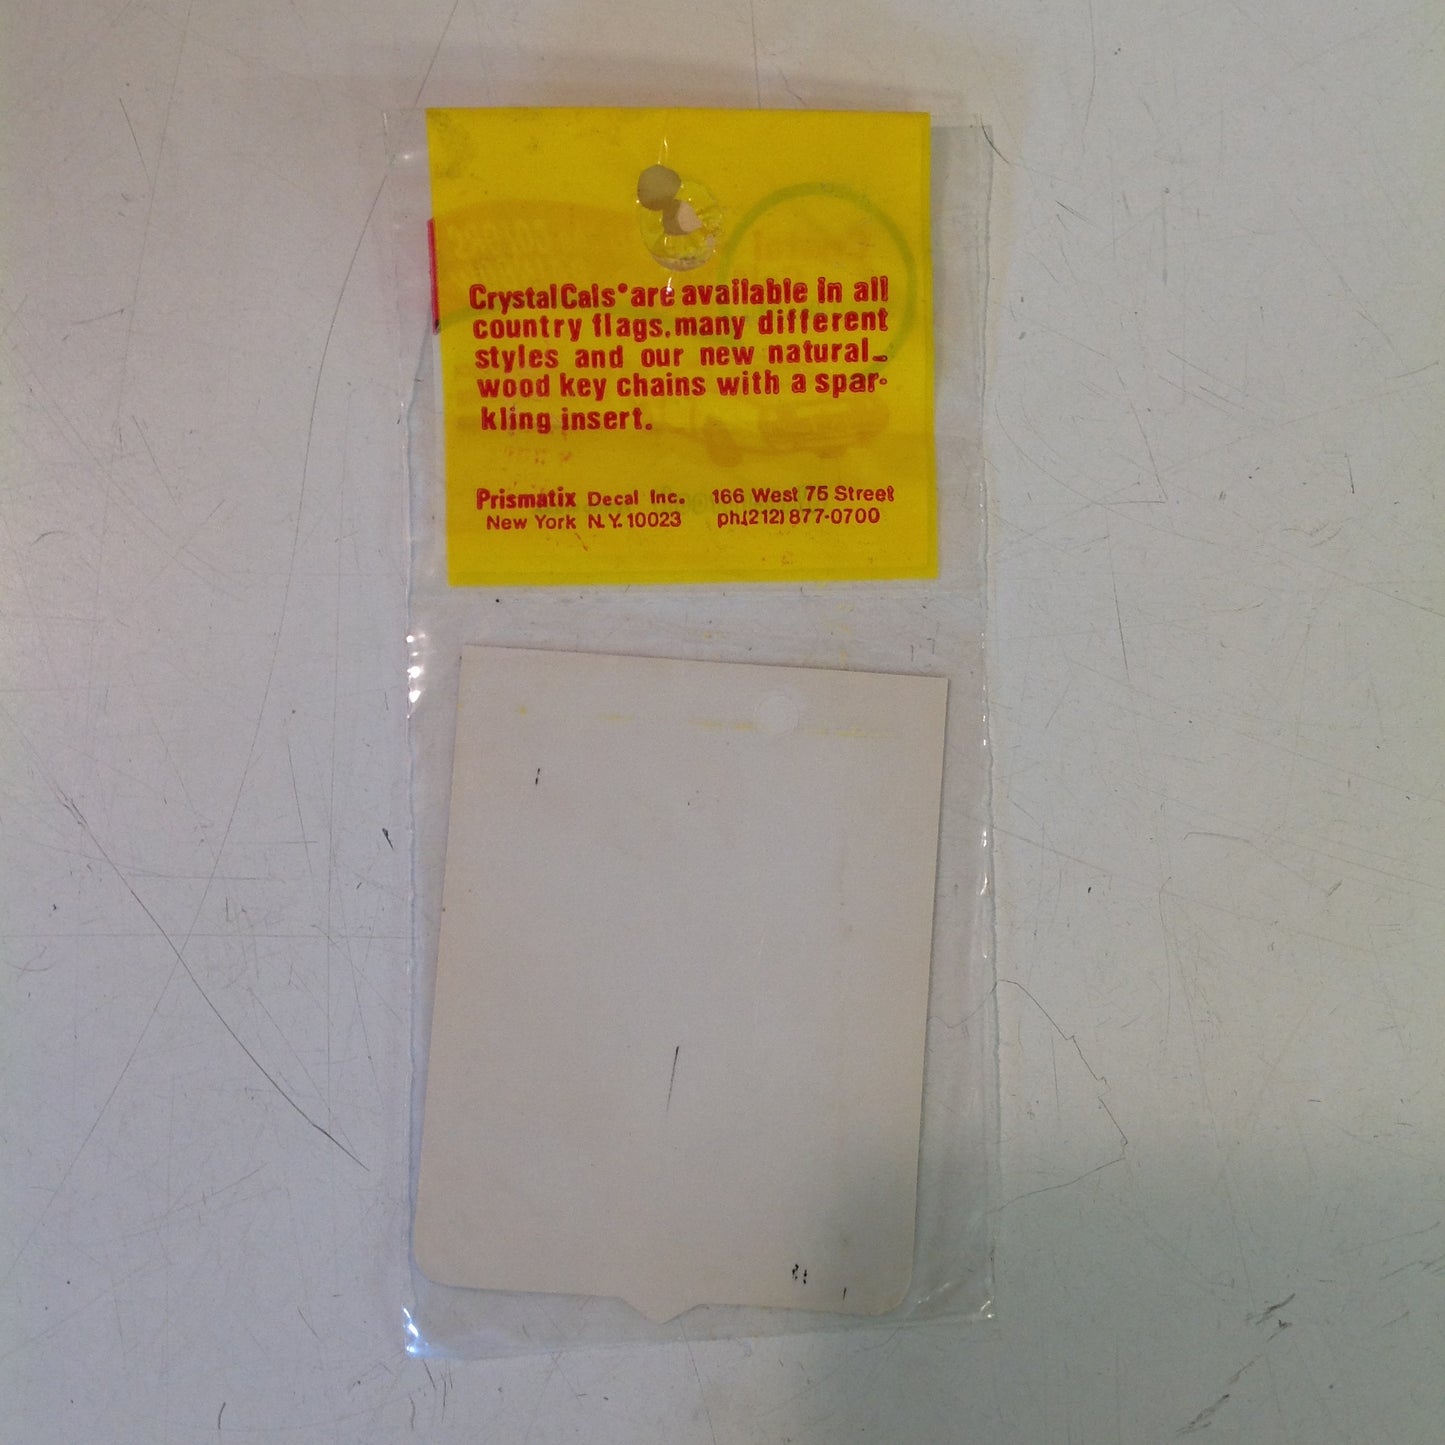 CrystalCals® are available in all
country flags, many different
styles and our new natural-
wood key chains with a spar-
kling insert.
Prismatix Decal Inc. 166 West 75 Street
New York N.Y. 10023 ph.(212) 877-0700